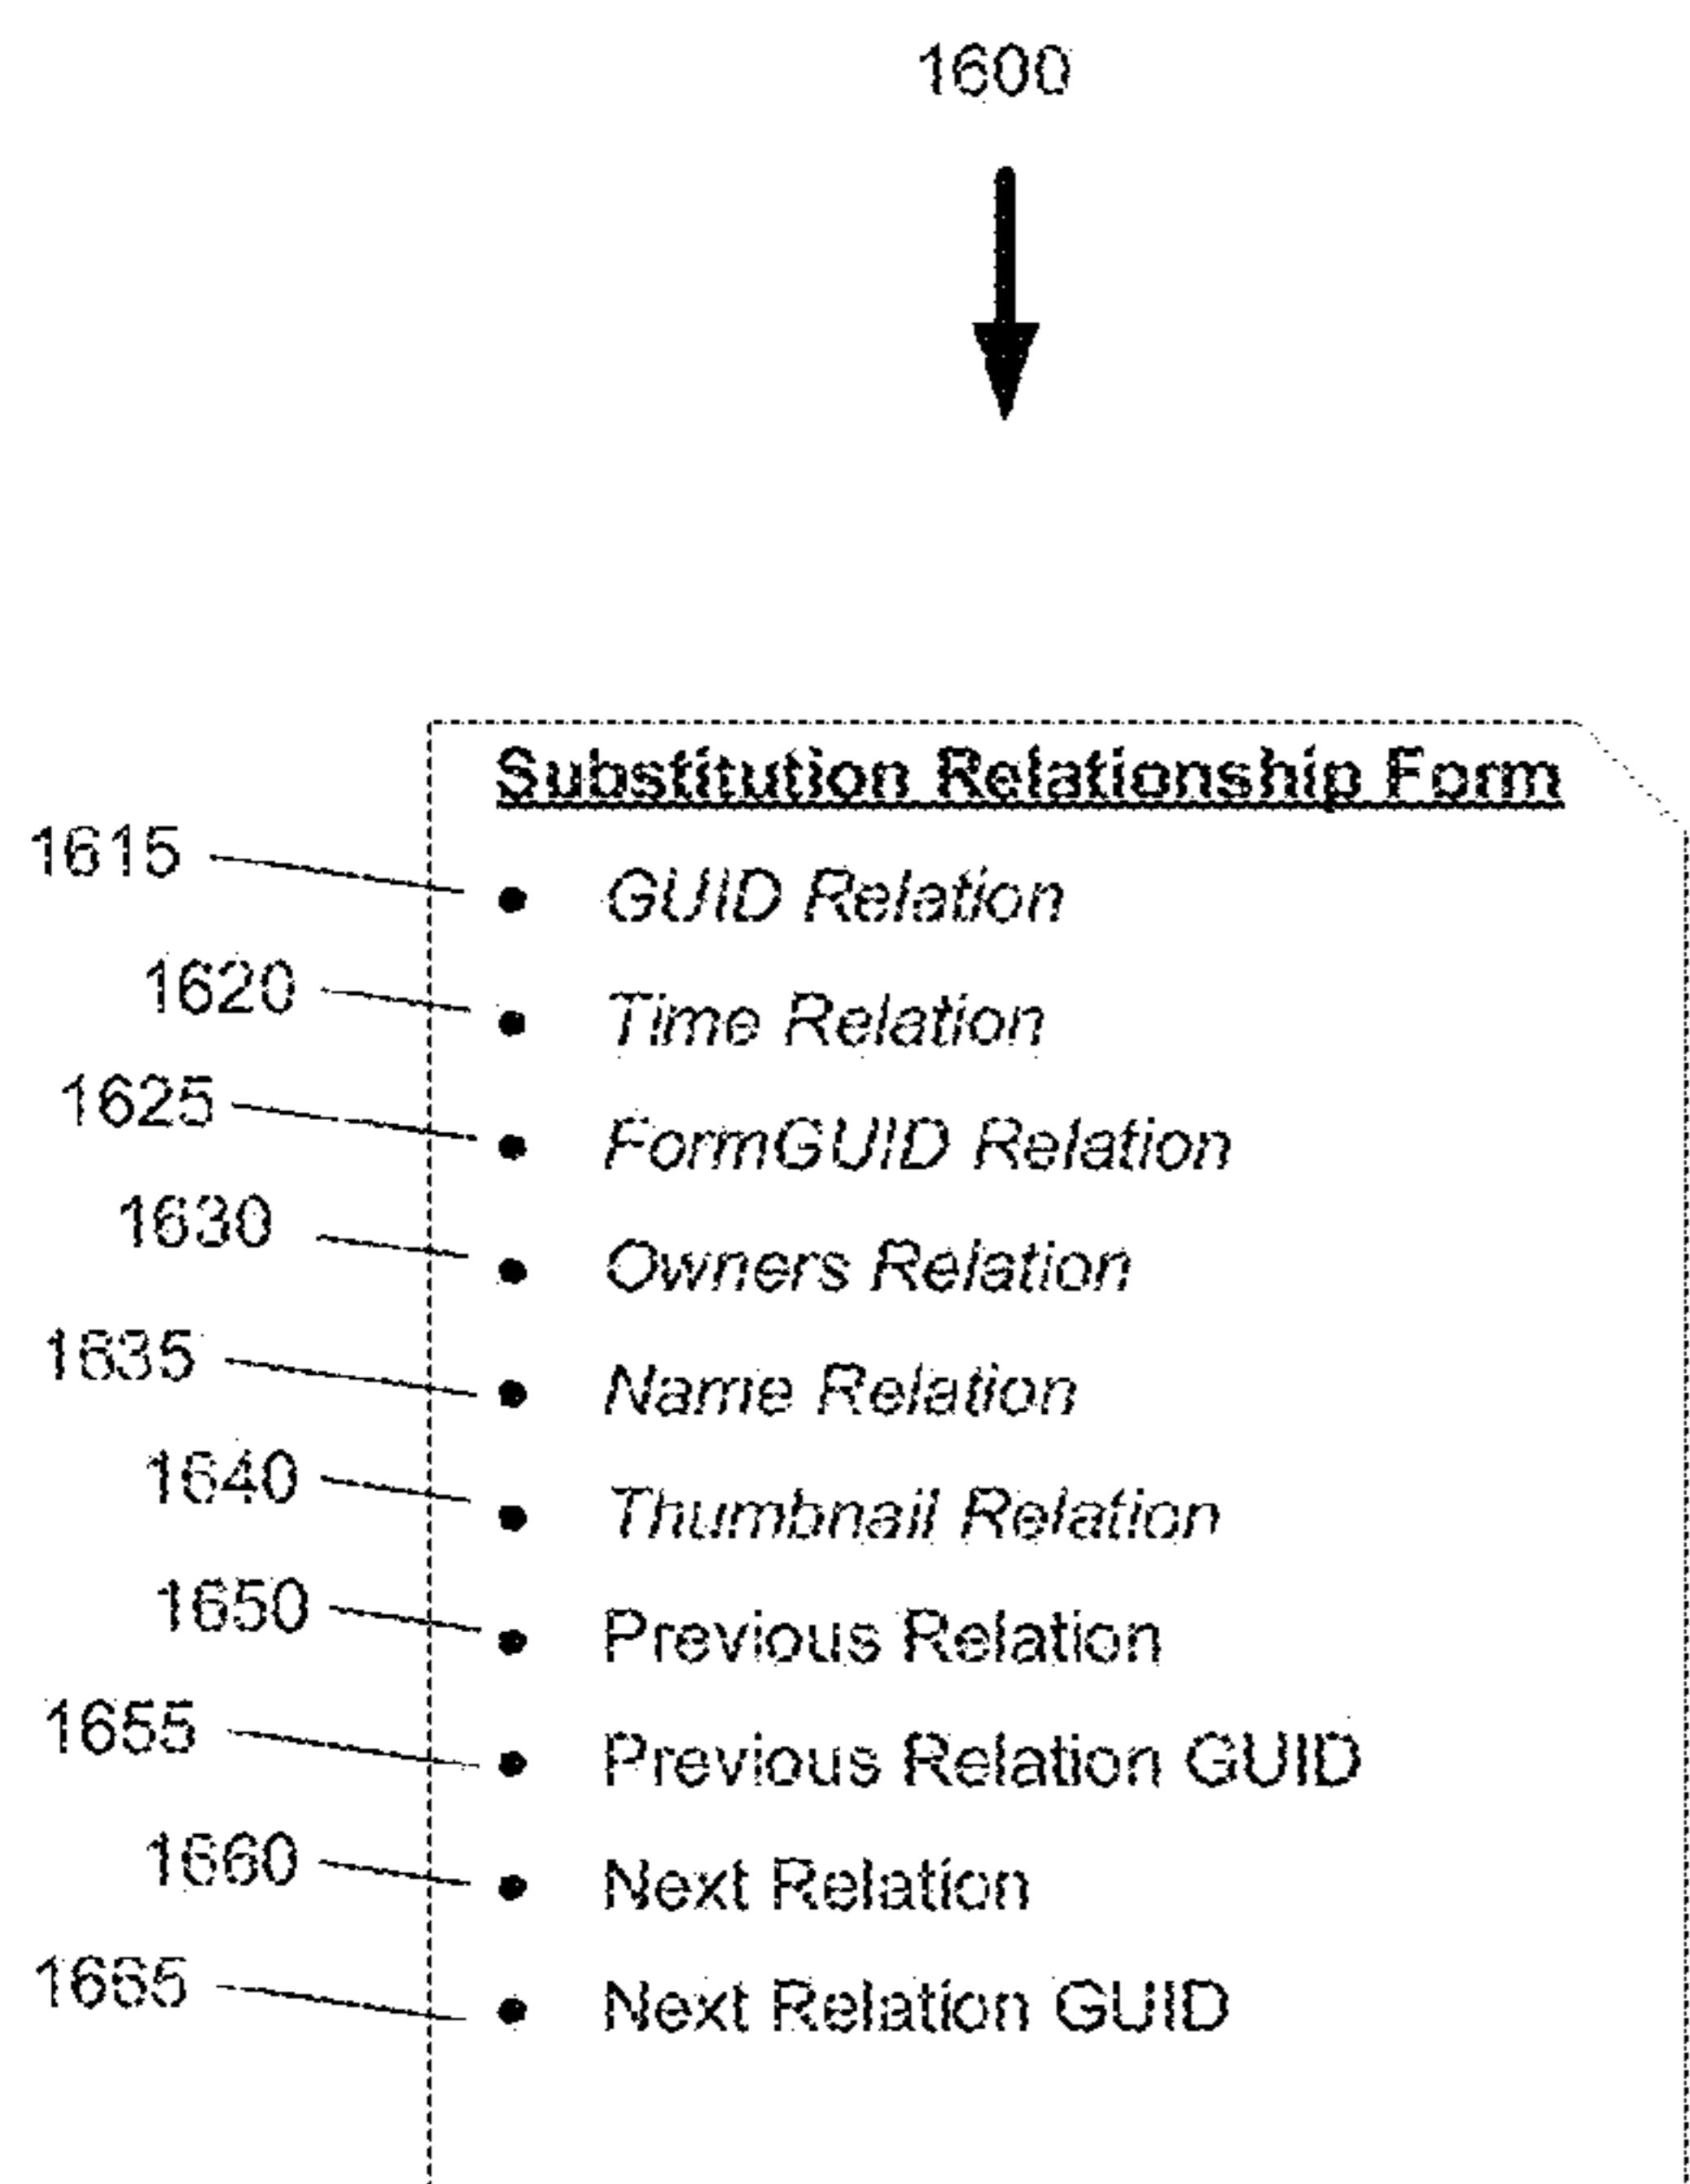 1600
Substitution Relationship Form
1615 • GUID Relation
1620 • Time Relation
1625 • FormGUID Relation
1630 • Owners Relation
1635 • Name Relation
1640 • Thumbnail Relation
1650 • Previous Relation
1655 • Previous Relation GUID
1660 • Next Relation
1665 • Next Relation GUID